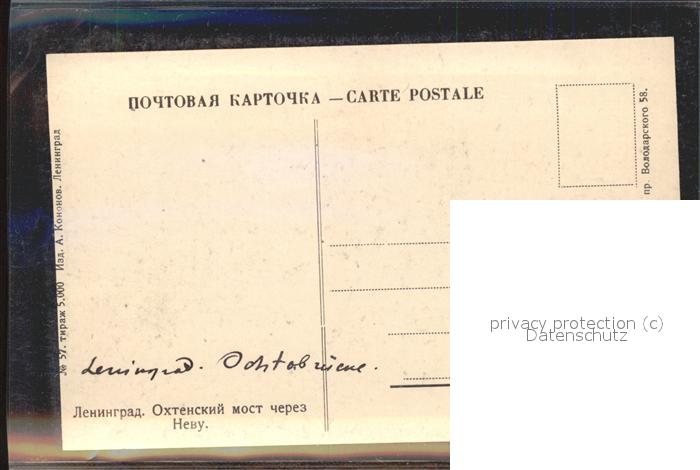 ПОЧТОВАЯ КАРТОЧКА — CARTE POSTALE
№ 57. тираж 5.000 Изд. А. Кононов. Ленинград
пр. Володарского 58.
Leningrad. Ochtabrücke.
Ленинград. Охтенский мост через
Неву.
privacy protection (c)
Datenschutz